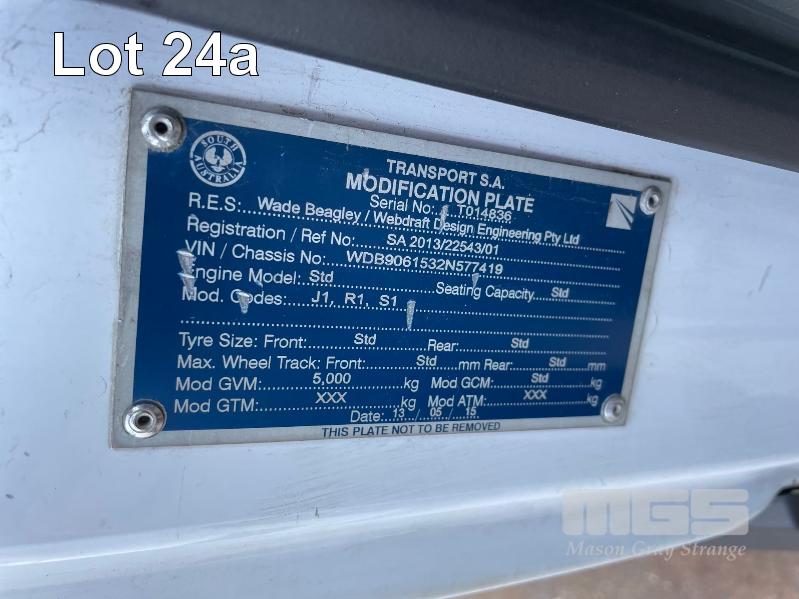 Lot 24a
SOUTH AUSTRALIA
TRANSPORT S.A.
MODIFICATION PLATE
Serial No: T014836
R.E.S: Wade Beagley / Webdraft Design Engineering Pty Ltd
Registration / Ref No: SA 2013/22543/01
VIN / Chassis No: WDB9061532N577419
Engine Model: Std Seating Capacity Std
Mod. Codes: J1, R1, S1
Tyre Size: Front: Std Rear: Std
Max. Wheel Track: Front: Std mm Rear Std mm
Mod GVM: 5,000 kg Mod GCM: Std kg
Mod GTM: XXX kg Mod ATM: XXX kg
Date: 13 / 05 / 15
THIS PLATE NOT TO BE REMOVED
MGS
Mason Gray Strange